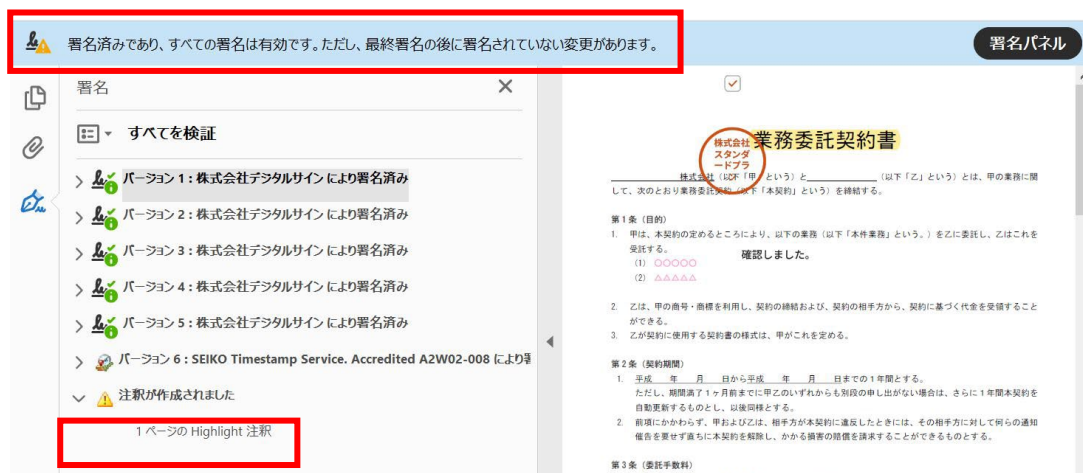 署名済みであり、すべての署名は有効です。ただし、最終署名の後に署名されていない変更があります。
署名パネル
署名
すべてを検証
バージョン 1 : 株式会社デジタルサイン により署名済み
バージョン 2 : 株式会社デジタルサイン により署名済み
バージョン 3 : 株式会社デジタルサイン により署名済み
バージョン 4 : 株式会社デジタルサイン により署名済み
バージョン 5 : 株式会社デジタルサイン により署名済み
バージョン 6 : SEIKO Timestamp Service. Accredited A2W02-008 により
注釈が作成されました
1 ページの Highlight 注釈
株式会社
スタンダ
ードプラ
業務委託契約書
株式会社(以下「甲」という)と (以下「乙」という)とは、甲の業務に関
して、次のとおり業務委託契約(以下「本契約」という)を締結する。
第1条(目的)
1. 甲は、本契約の定めるところにより、以下の業務(以下「本件業務」という。)を乙に委託し、乙はこれを
受託する。
確認しました。
(1) ○○○○○
(2) △△△△△
2. 乙は、甲の商号・商標を利用し、契約の締結および、契約の相手方から、契約に基づく代金を受領すること
ができる。
3. 乙が契約に使用する契約書の様式は、甲がこれを定める。
第2条(契約期間)
1. 平成 年 月 日から平成 年 月 日までの1年間とする。
ただし、期間満了1ヶ月前までに甲乙のいずれからも別段の申し出がない場合は、さらに1年間本契約を
自動更新するものとし、以後同様とする。
2. 前項にかかわらず、甲および乙は、相手方が本契約に違反したときには、その相手方に対して何らの通知
催告を要せず直ちに本契約を解除し、かかる損害の賠償を請求することができるものとする。
第3条(委託手数料)